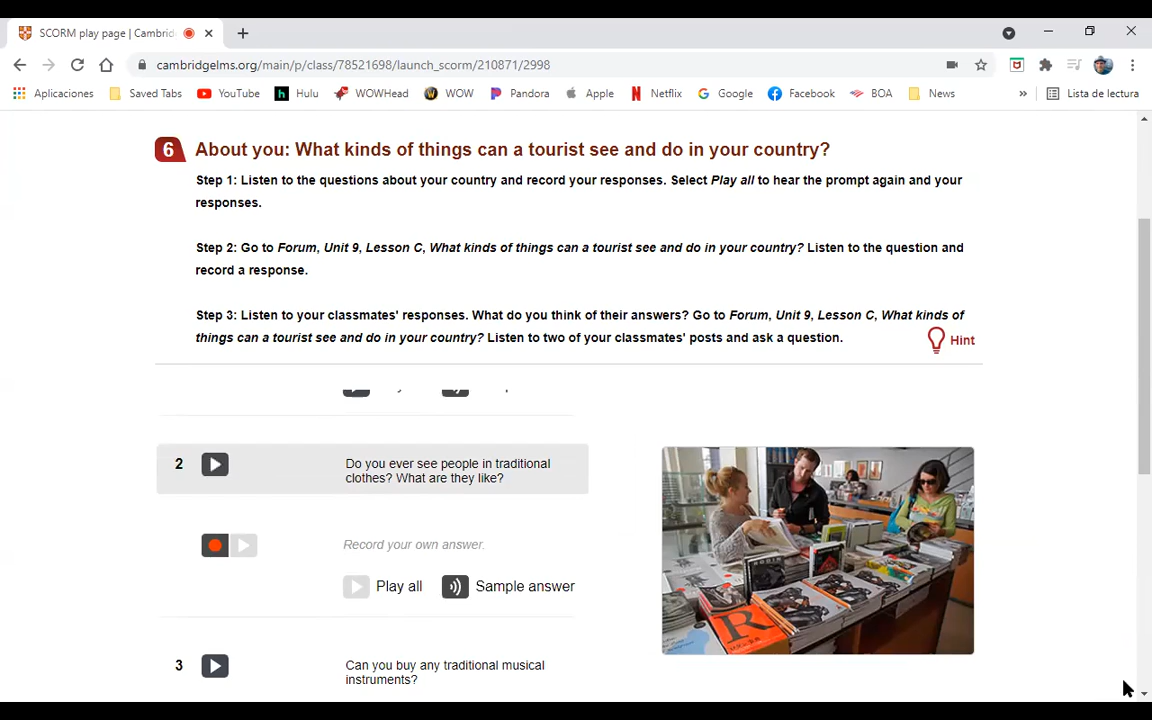 SCORM play page | Cambrid
cambridgelms.org/main/p/class/78521698/launch_scorm/210871/2998
Aplicaciones Saved Tabs YouTube Hulu WOWHead WOW Pandora Apple Netflix Google Facebook BOA News » Lista de lectura
6 About you: What kinds of things can a tourist see and do in your country?
Step 1: Listen to the questions about your country and record your responses. Select Play all to hear the prompt again and your
responses.
Step 2: Go to Forum, Unit 9, Lesson C, What kinds of things can a tourist see and do in your country? Listen to the question and
record a response.
Step 3: Listen to your classmates' responses. What do you think of their answers? Go to Forum, Unit 9, Lesson C, What kinds of
things can a tourist see and do in your country? Listen to two of your classmates' posts and ask a question.
Hint
2 Do you ever see people in traditional
clothes? What are they like?
Record your own answer.
Play all Sample answer
R
3 Can you buy any traditional musical
instruments?